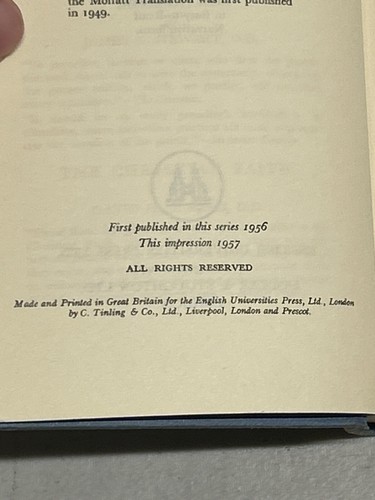 the Moffatt Translation was first published
in 1949.
First published in this series 1956
This impression 1957
ALL RIGHTS RESERVED
Made and Printed in Great Britain for the English Universities Press, Ltd., London
by C. Tinling & Co., Ltd., Liverpool, London and Prescot.